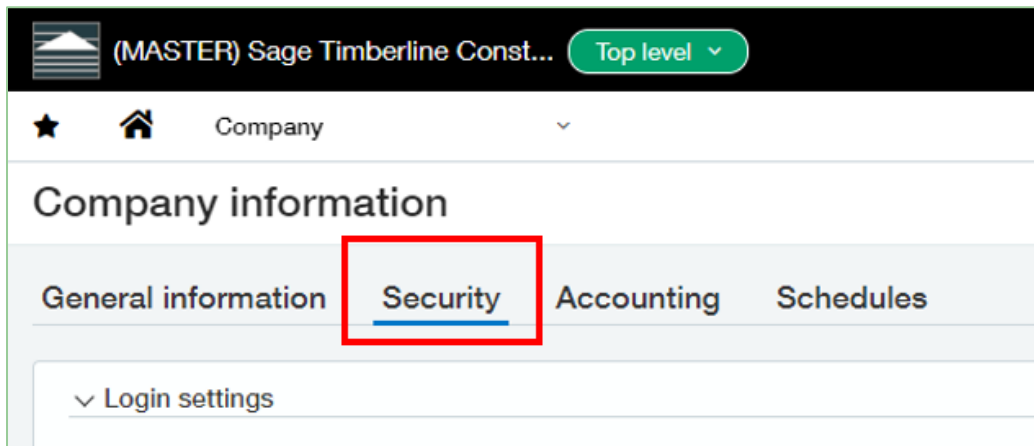 (MASTER) Sage Timberline Const... Top level
Company
Company information
General information Security Accounting Schedules
Login settings